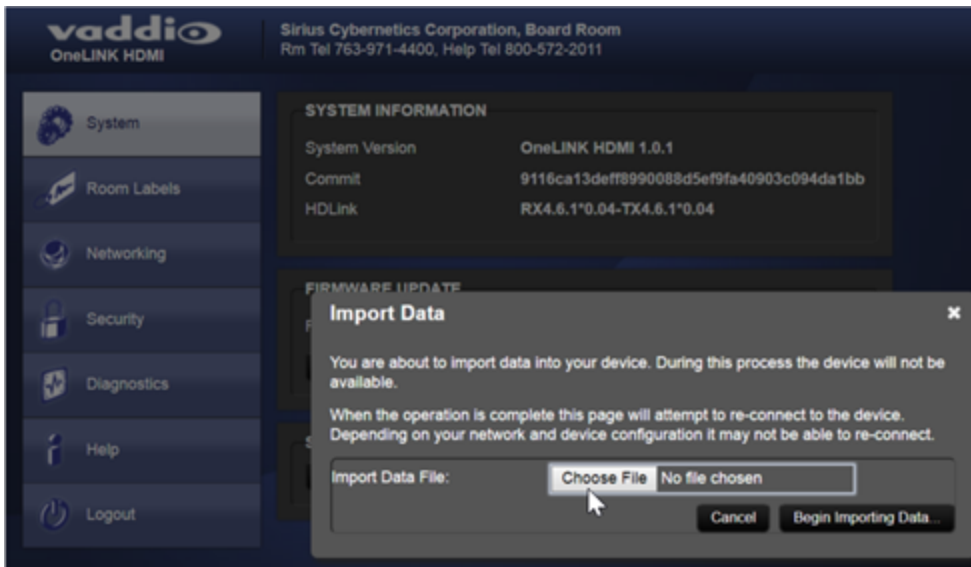 vaddio
OneLINK HDMI
Sirius Cybernetics Corporation, Board Room
Rm Tel 763-971-4400, Help Tel 800-572-2011
System
Room Labels
Networking
Security
Diagnostics
Help
Logout
SYSTEM INFORMATION
System Version OneLINK HDMI 1.0.1
Commit 9116ca13deff8990088d5ef9fa40903c094da1bb
HDLink RX4.6.1*0.04-TX4.6.1*0.04
FIRMWARE UPDATE
Import Data
You are about to import data into your device. During this process the device will not be
available.
When the operation is complete this page will attempt to re-connect to the device.
Depending on your network and device configuration it may not be able to re-connect.
Import Data File: Choose File No file chosen
Cancel Begin Importing Data...